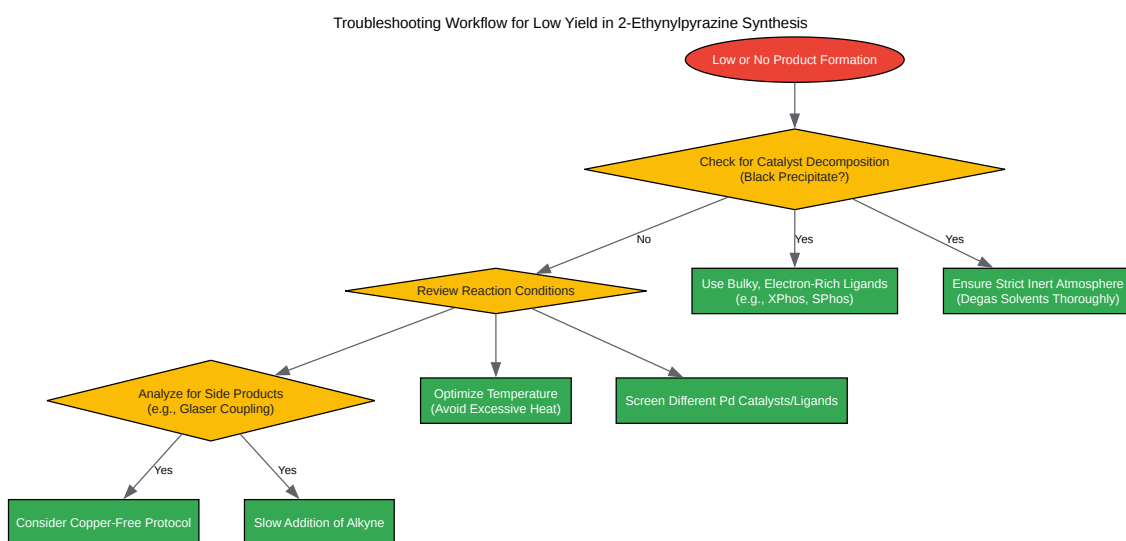 Troubleshooting Workflow for Low Yield in 2-Ethynylpyrazine Synthesis
Low or No Product Formation
Check for Catalyst Decomposition
(Black Precipitate?)
No
Yes
Yes
Review Reaction Conditions
Use Bulky, Electron-Rich Ligands
(e.g., XPhos, SPhos)
Ensure Strict Inert Atmosphere
(Degas Solvents Thoroughly)
Analyze for Side Products
(e.g., Glaser Coupling)
Optimize Temperature
(Avoid Excessive Heat)
Screen Different Pd Catalysts/Ligands
Yes
Yes
Consider Copper-Free Protocol
Slow Addition of Alkyne